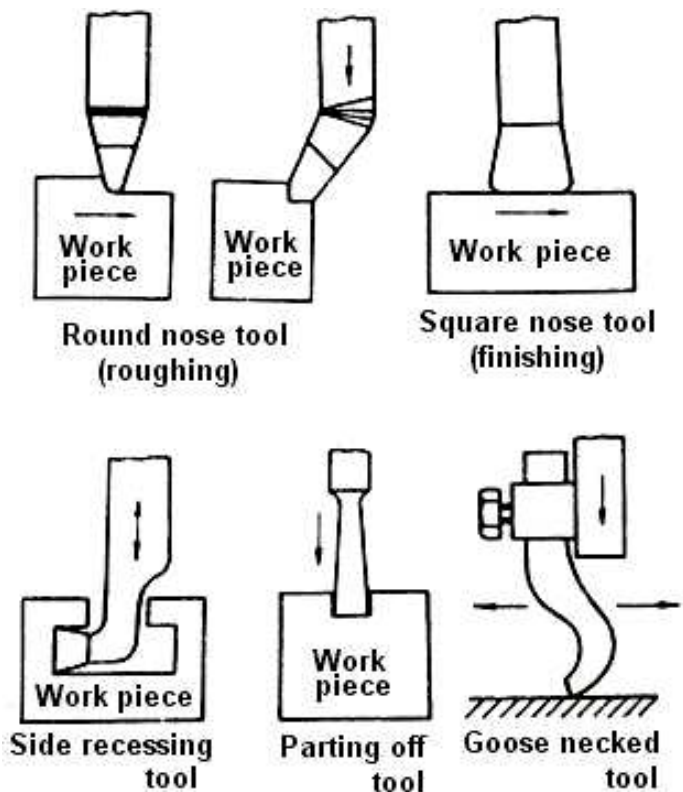 Work
piece
Work
piece
Round nose tool
(roughing)
Work piece
Square nose tool
(finishing)
Work piece
Side recessing
tool
Work
piece
Parting off
tool
Goose necked
tool